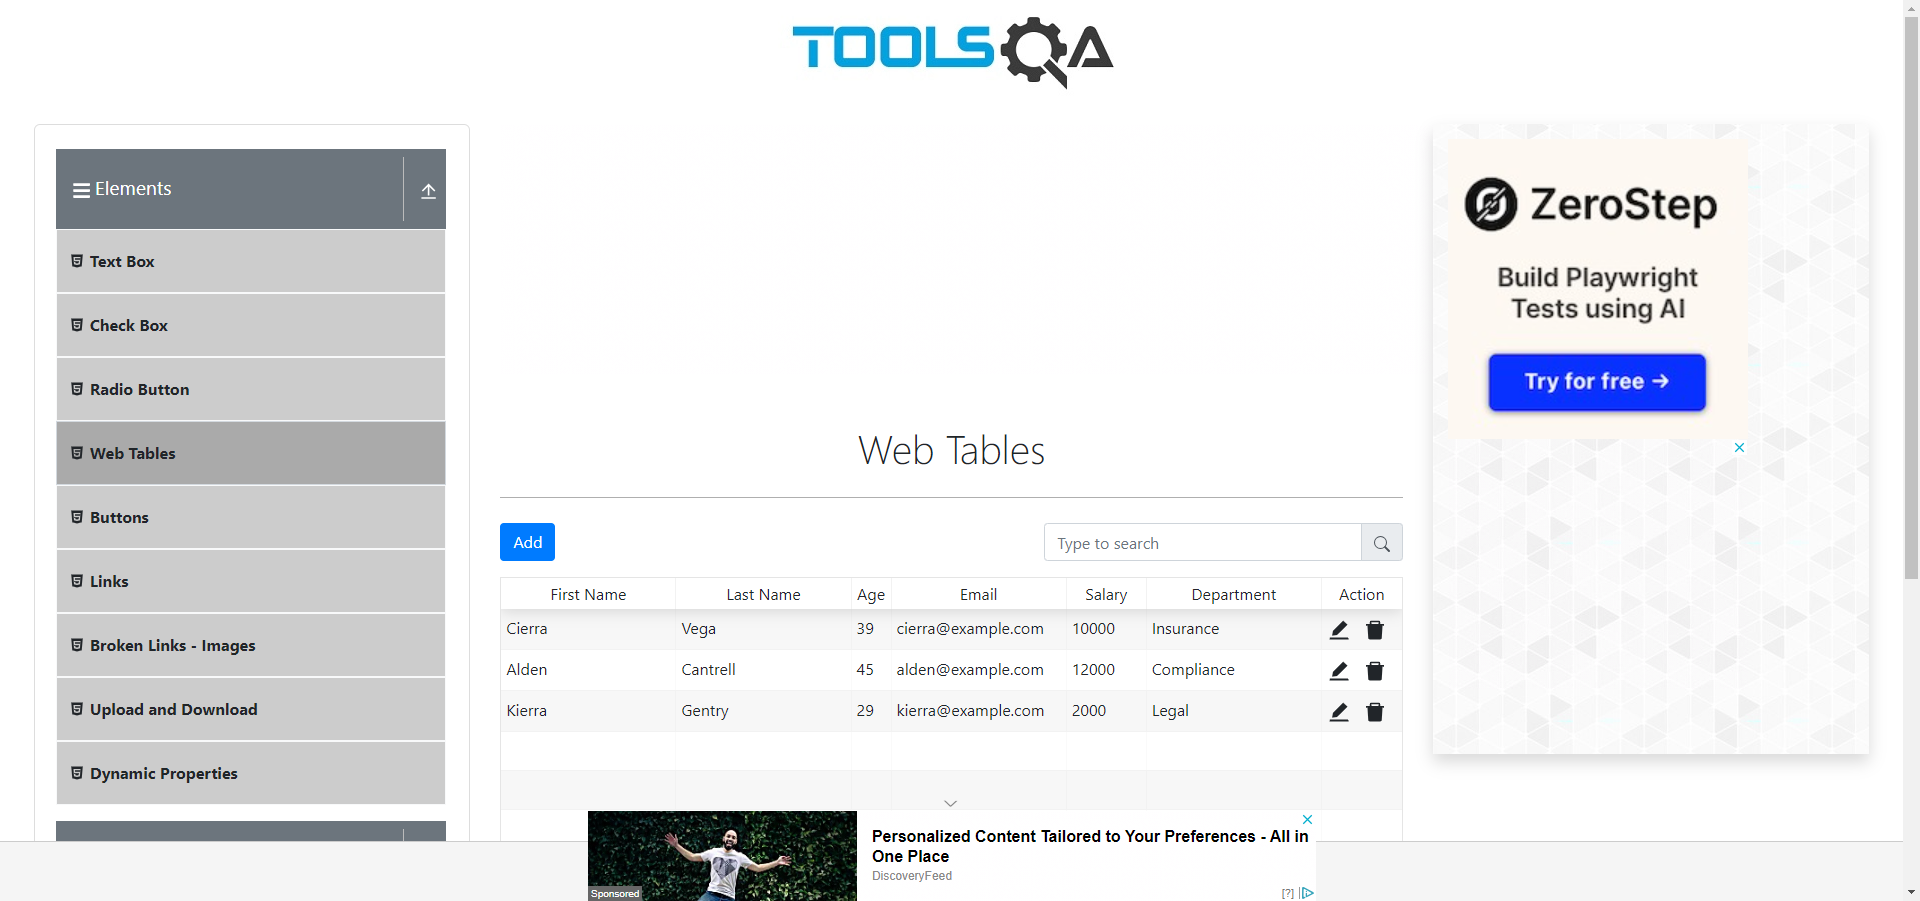 TOOLSQA
Elements
Text Box
Check Box
Radio Button
Web Tables
Buttons
Links
Broken Links - Images
Upload and Download
Dynamic Properties
Web Tables
Add
Type to search
First Name Last Name Age Email Salary Department Action
Cierra Vega 39 cierra@example.com 10000 Insurance
Alden Cantrell 45 alden@example.com 12000 Compliance
Kierra Gentry 29 kierra@example.com 2000 Legal
ZeroStep
Build Playwright
Tests using AI
Try for free →
Sponsored
Personalized Content Tailored to Your Preferences - All in
One Place
DiscoveryFeed
[?]